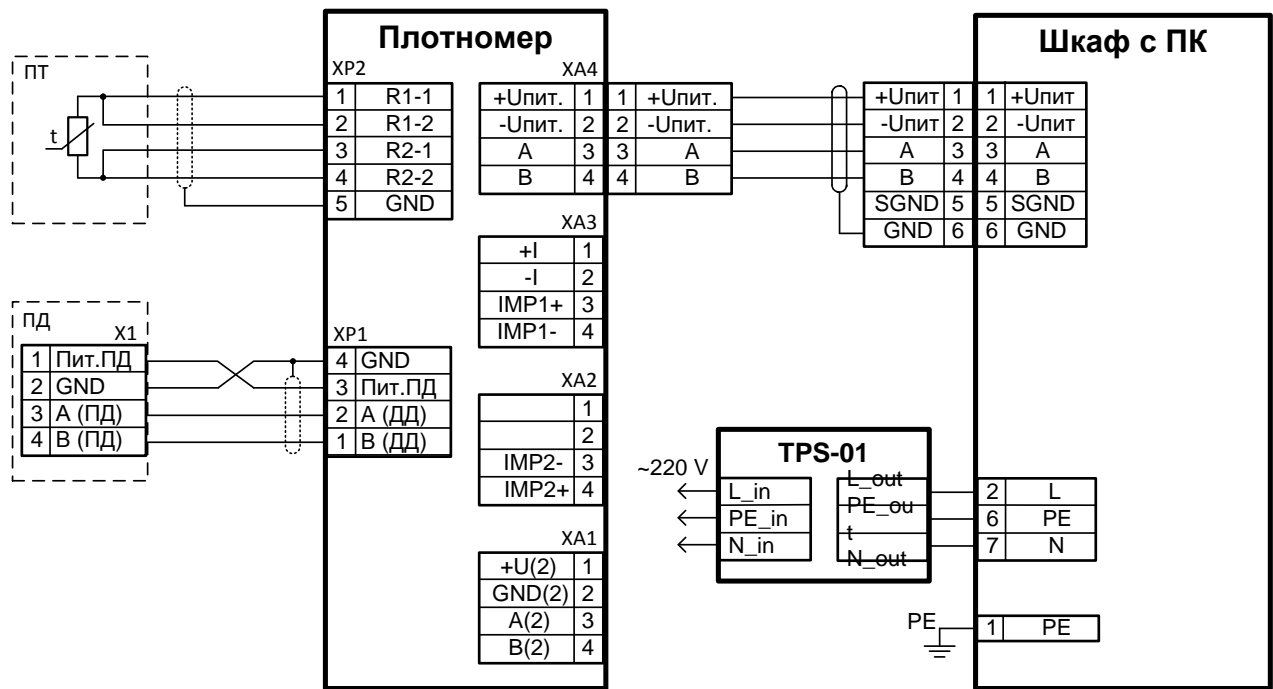 Плотномер
Шкаф с ПК
ПТ
t
XP2
1 R1-1
2 R1-2
3 R2-1
4 R2-2
5 GND
XA4
+Uпит. 1 1 +Uпит.
-Uпит. 2 2 -Uпит.
A 3 3 A
B 4 4 B
+Uпит 1 1 +Uпит
-Uпит 2 2 -Uпит
A 3 3 A
B 4 4 B
SGND 5 5 SGND
GND 6 6 GND
XA3
+I 1
-I 2
IMP1+ 3
IMP1- 4
ПД
X1
1 Пит.ПД
2 GND
3 А (ПД)
4 В (ПД)
XP1
4 GND
3 Пит.ПД
2 А (ДД)
1 В (ДД)
XA2
1
2
IMP2- 3
IMP2+ 4
XA1
+U(2) 1
GND(2) 2
A(2) 3
B(2) 4
TPS-01
~220 V
L_in
PE_in
N_in
L_out
PE_ou
t
N_out
2 L
6 PE
7 N
PE
1 PE